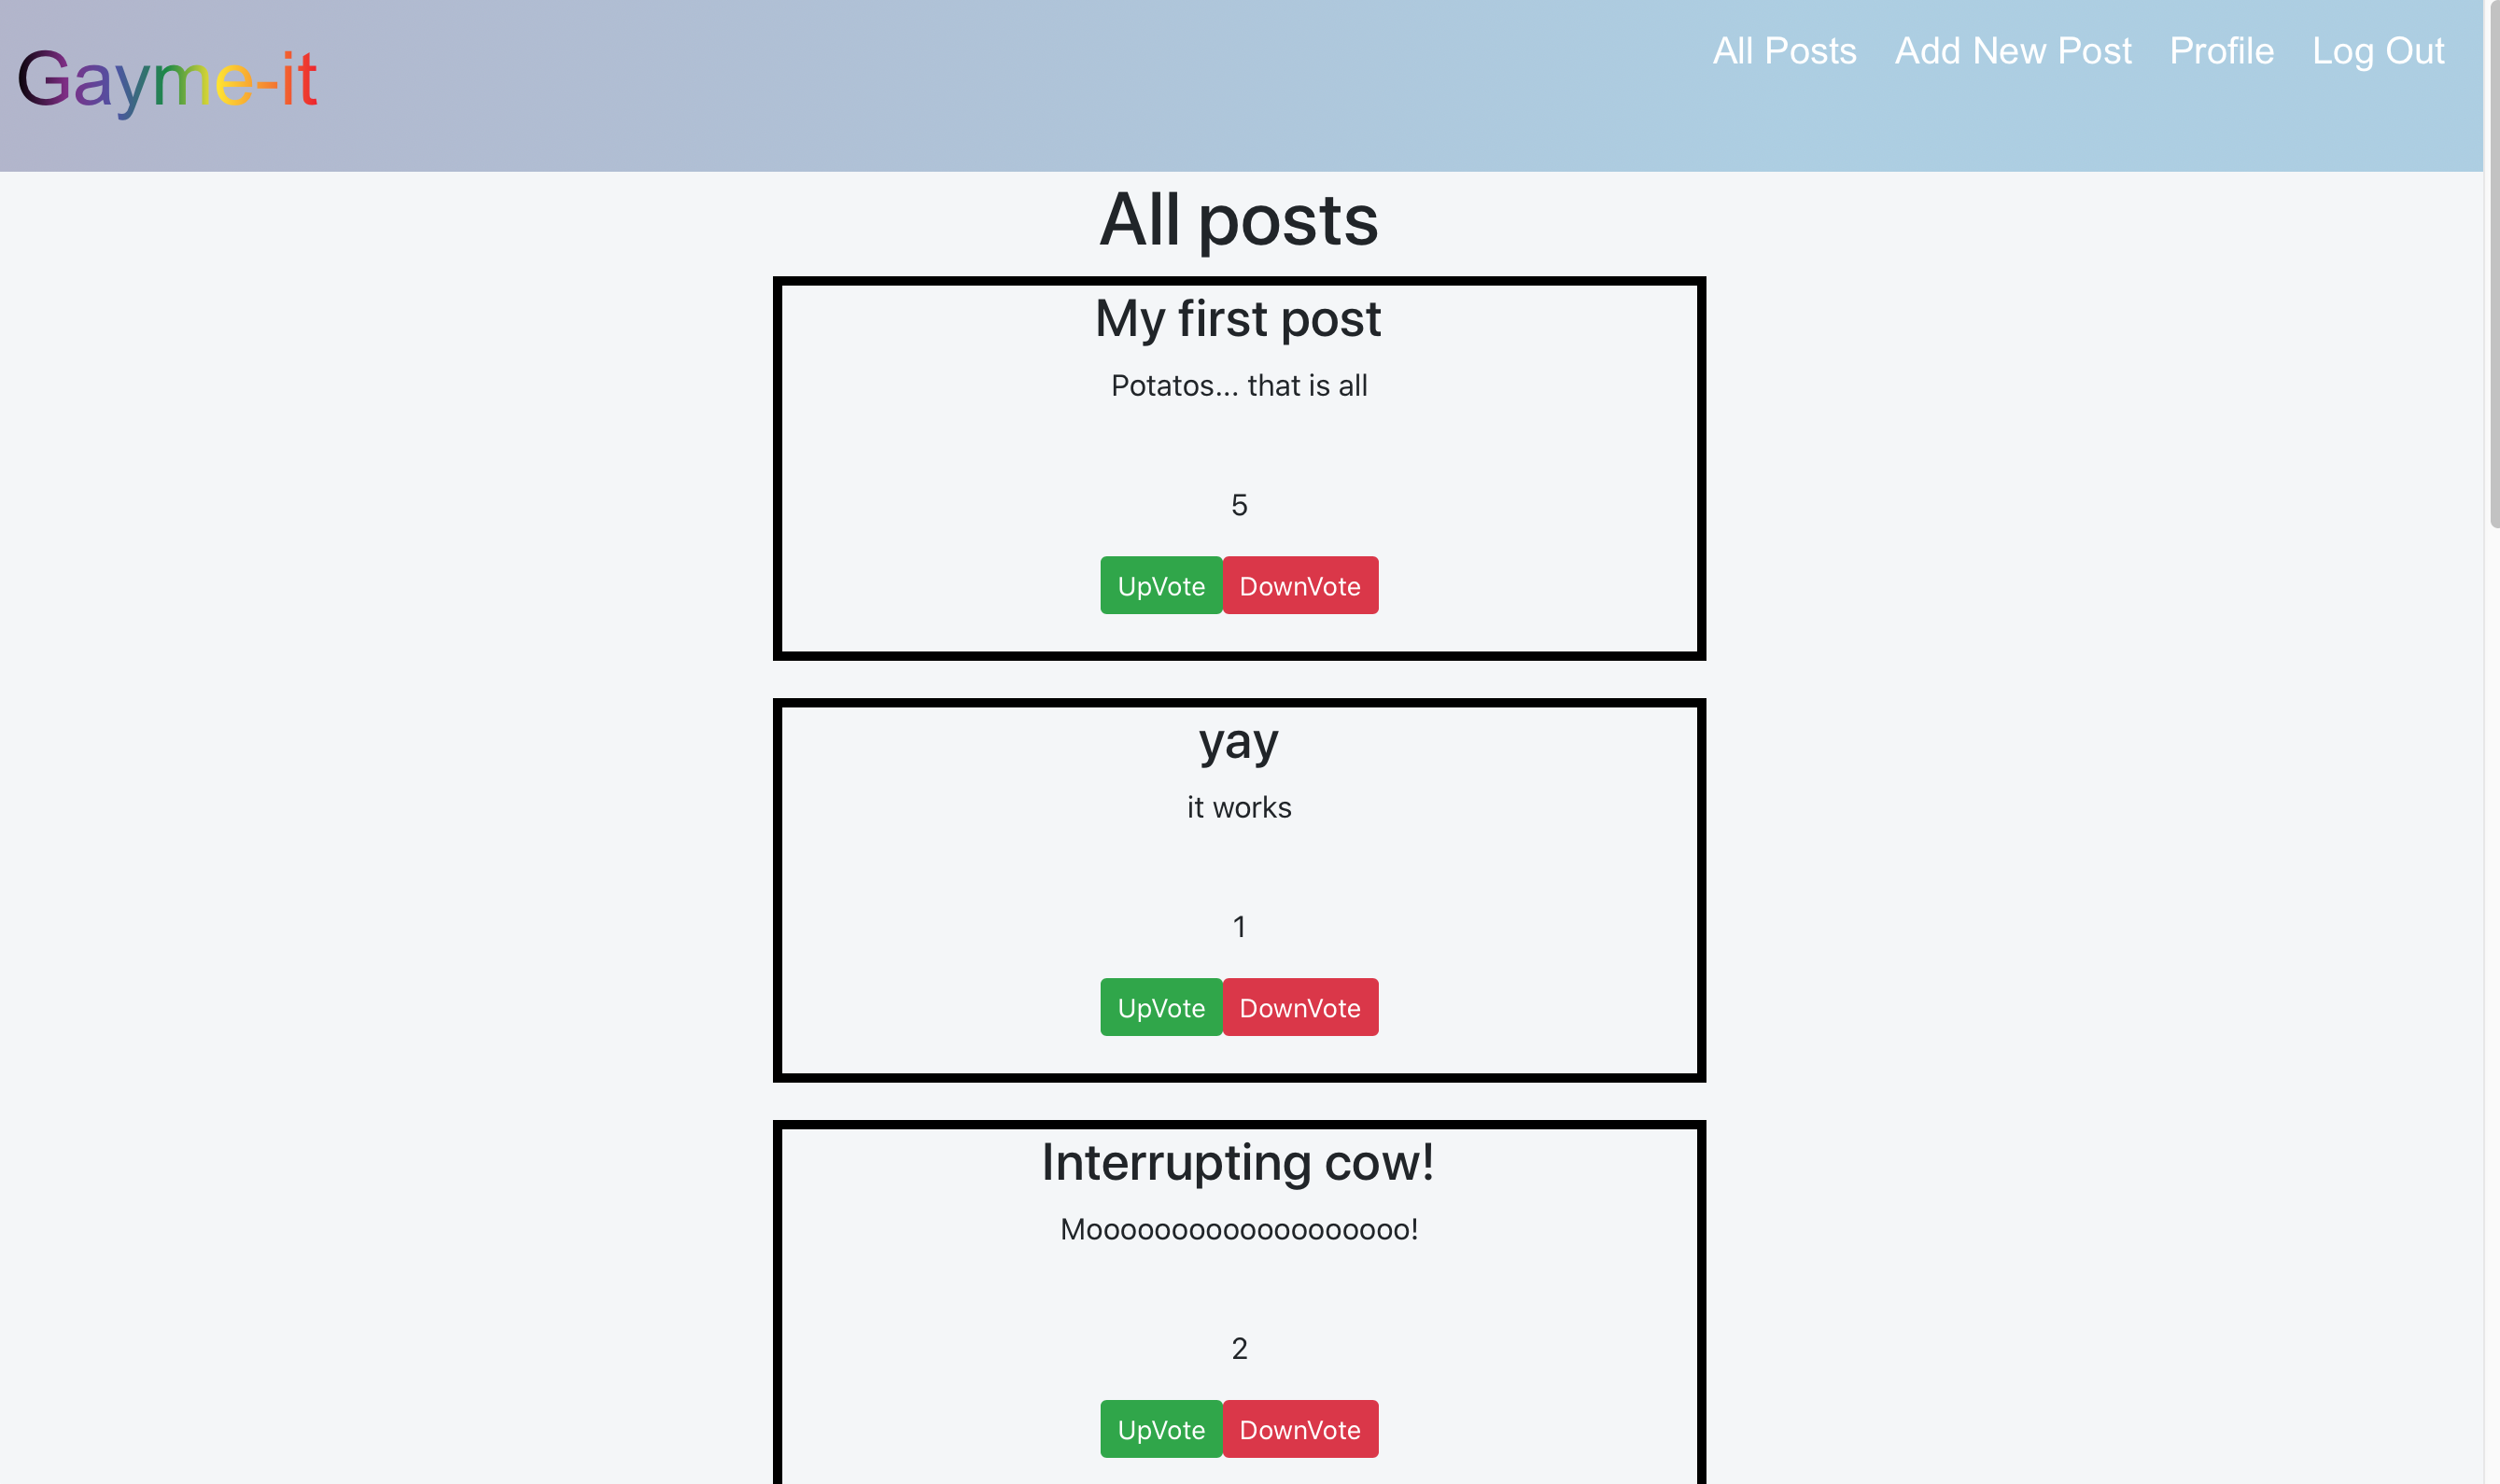 Gayme-it
All Posts Add New Post Profile Log Out
All posts
My first post
Potatos... that is all
5
UpVote DownVote
yay
it works
1
UpVote DownVote
Interrupting cow!
Mooooooooooooooooooo!
2
UpVote DownVote